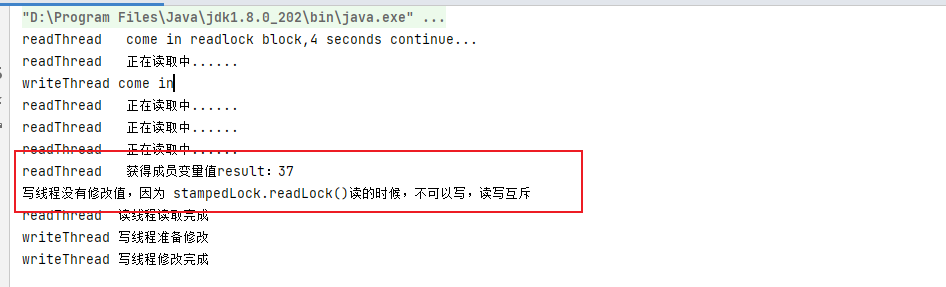 "D:\Program Files\Java\jdk1.8.0_202\bin\java.exe" ...
readThread   come in readlock block,4 seconds continue...
readThread   正在读取中......
writeThread come in
readThread   正在读取中......
readThread   正在读取中......
readThread   正在读取中......
readThread   获得成员变量值result：37
写线程没有修改值，因为 stampedLock.readLock()读的时候，不可以写，读写互斥
readThread  读线程读取完成
writeThread 写线程准备修改
writeThread 写线程修改完成